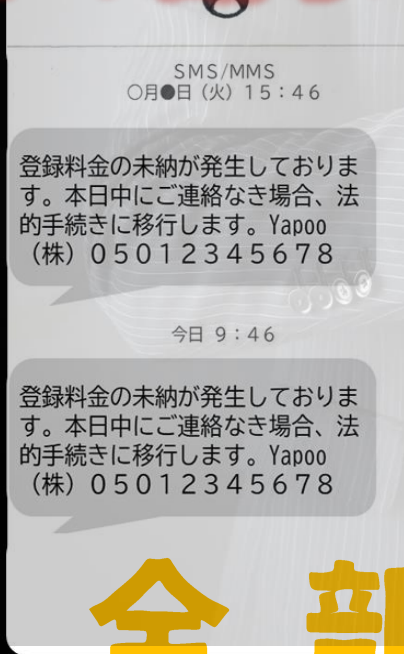 SMS/MMS
〇月●日（火）１５：４６
登録料金の未納が発生しておりま
す。本日中にご連絡なき場合、法
的手続きに移行します。Yapoo
（株）０５０１２３４５６７８
今日 ９：４６
登録料金の未納が発生しておりま
す。本日中にご連絡なき場合、法
的手続きに移行します。Yapoo
（株）０５０１２３４５６７８
全部